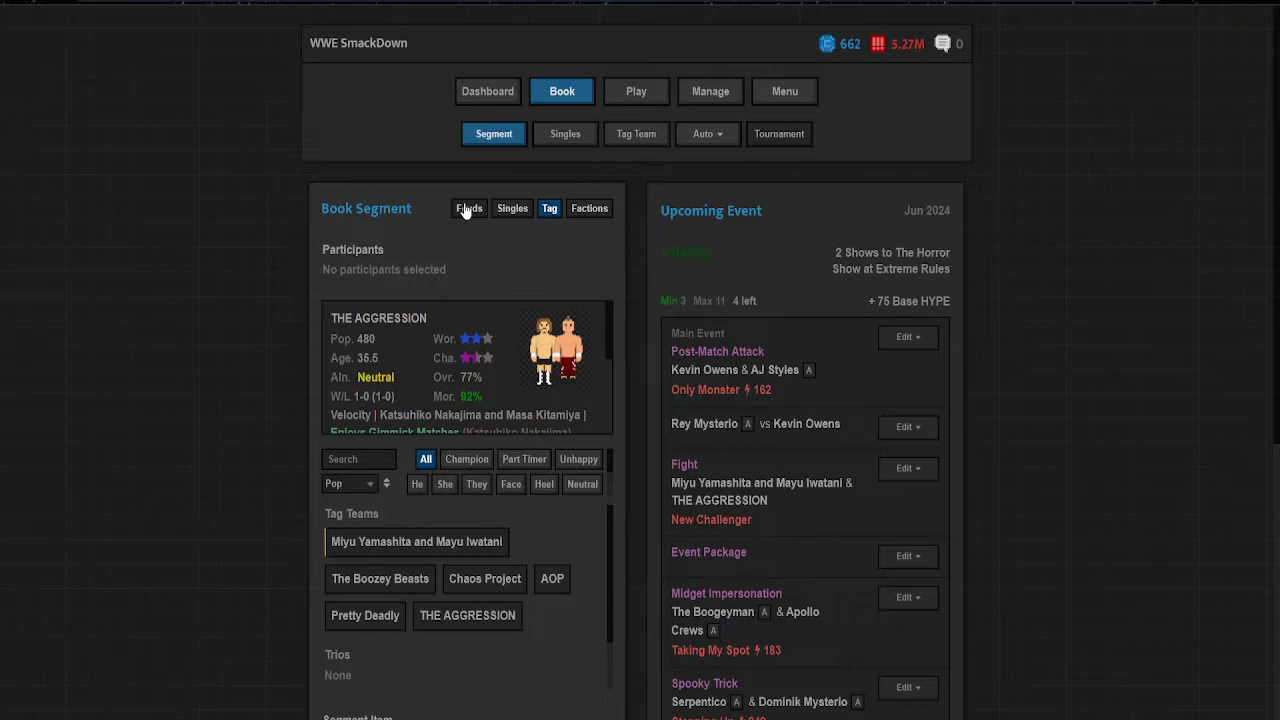 WWE SmackDown
662 5.27M 0
Dashboard Book Play Manage Menu
Segment Singles Tag Team Auto Tournament
Book Segment Singles Tag Factions
Participants
No participants selected
THE AGGRESSION
Pop. 480 Wor.
Age. 35.5 Cha.
Aln. Neutral Ovr. 77%
W/L 1-0 (1-0) Mor. 92%
Velocity | Katsuhiko Nakajima and Masa Kitamiya |
Enjoys Gimmick Matches (Katsuhiko Nakajima)
Search All Champion Part Timer Unhappy
Pop He She They Face Heel Neutral
Tag Teams
Miyu Yamashita and Mayu Iwatani
The Boozey Beasts Chaos Project AOP
Pretty Deadly THE AGGRESSION
Trios
None
Segment Item
Upcoming Event Jun 2024
2 Shows to The Horror
Show at Extreme Rules
Min 3 Max 11 4 left + 75 Base HYPE
Main Event Edit
Post-Match Attack
Kevin Owens & AJ Styles A
Only Monster 162
Rey Mysterio A vs Kevin Owens Edit
Fight Edit
Miyu Yamashita and Mayu Iwatani &
THE AGGRESSION
New Challenger
Event Package Edit
Midget Impersonation Edit
The Boogeyman A & Apollo
Crews A
Taking My Spot 183
Spooky Trick Edit
Serpentico A & Dominik Mysterio A